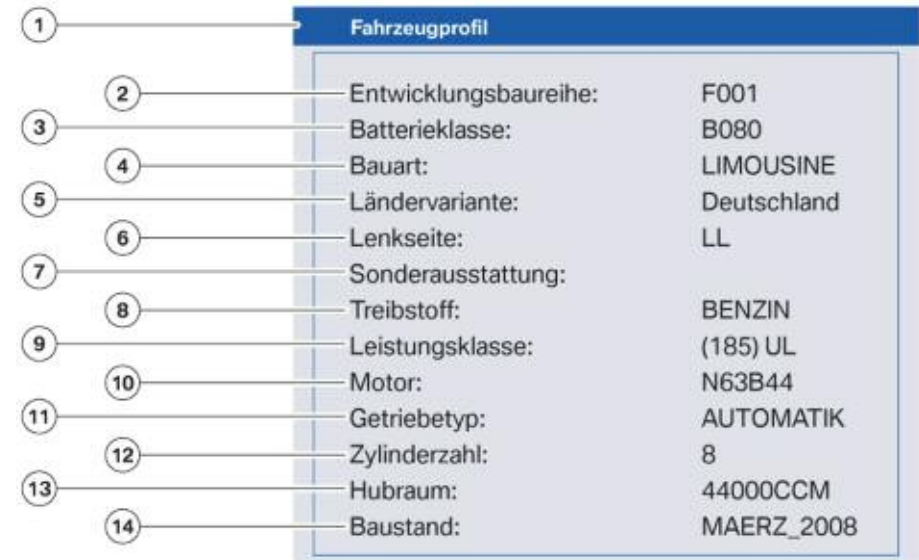 1 Fahrzeugprofil
2 Entwicklungsbaureihe: F001
3 Batterieklasse: B080
4 Bauart: LIMOUSINE
5 Ländervariante: Deutschland
6 Lenkseite: LL
7 Sonderausstattung:
8 Treibstoff: BENZIN
9 Leistungsklasse: (185) UL
10 Motor: N63B44
11 Getriebetyp: AUTOMATIK
12 Zylinderzahl: 8
13 Hubraum: 44000CCM
14 Baustand: MAERZ_2008